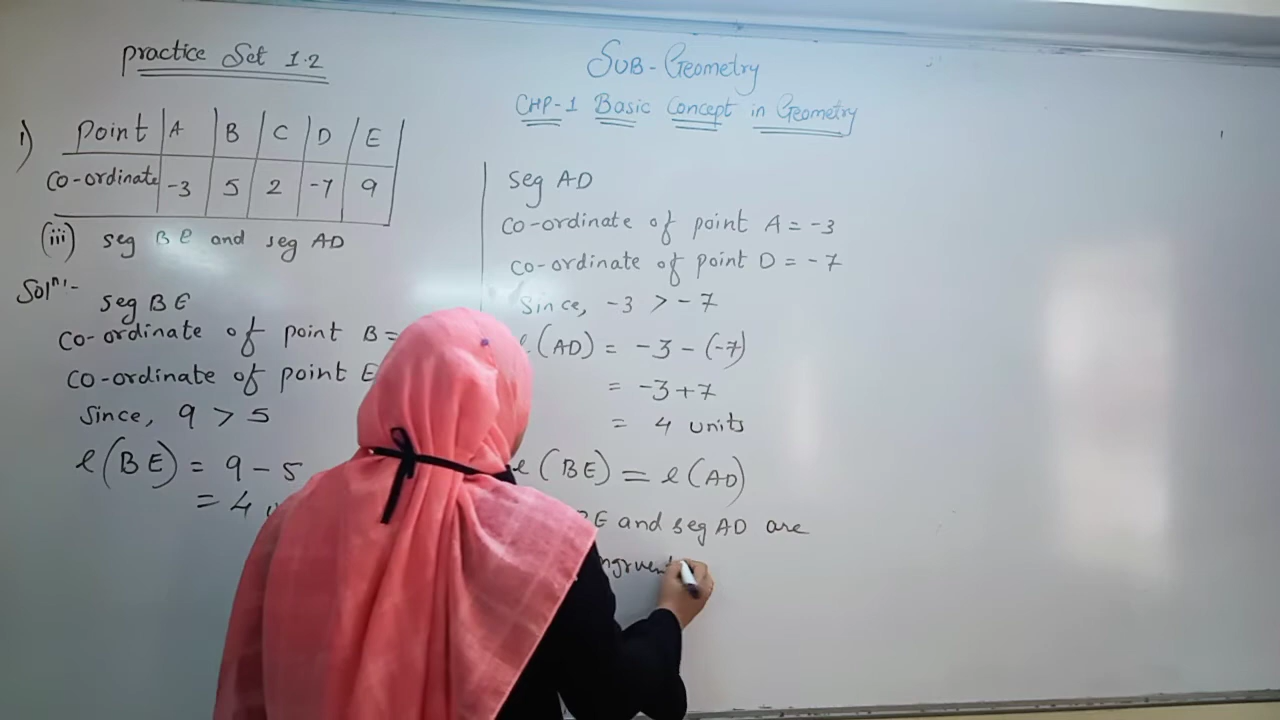 practice Set 1.2
SUB-Geometry
CHP-1 Basic Concept in Geometry
1) Point A B C D E
Co-ordinate -3 5 2 -7 9
(iii) seg BE and seg AD
Solⁿ:-
seg BE
Co-ordinate of point B=
Co-ordinate of point E
Since, 9 > 5
l(BE) = 9-5
= 4
seg AD
Co-ordinate of point A = -3
Co-ordinate of point D = -7
Since, -3 > -7
l(AD) = -3-(-7)
= -3+7
= 4 units
l(BE) = l(AD)
BE and seg AD are